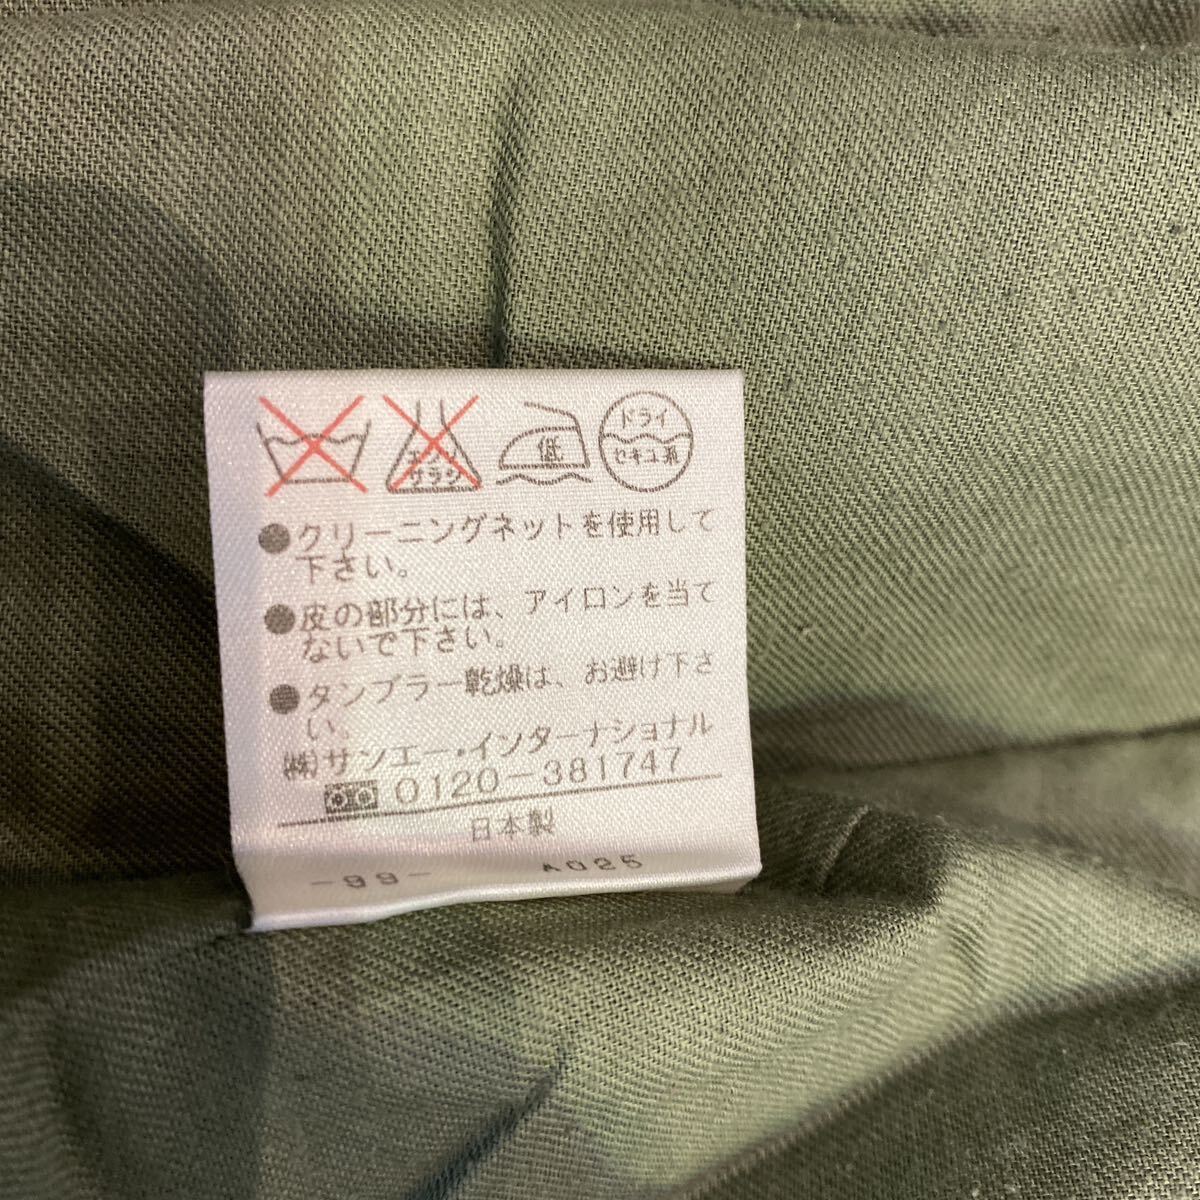 エンソ
サラシ
低
ドライ
セキユ系
●クリーニングネットを使用して
下さい。
●皮の部分には、アイロンを当て
ないで下さい。
●タンブラー乾燥は、お避け下さ
い。
㈱サンエー・インターナショナル
0120-381747
日本製
-99- A025